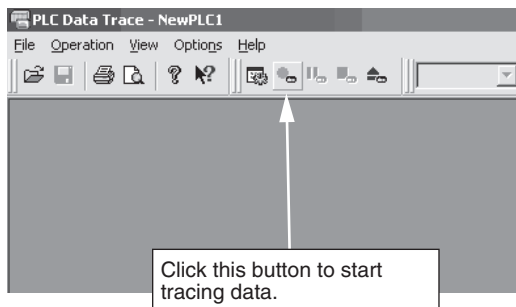 PLC Data Trace - NewPLC1
File Operation View Options Help
Click this button to start
tracing data.